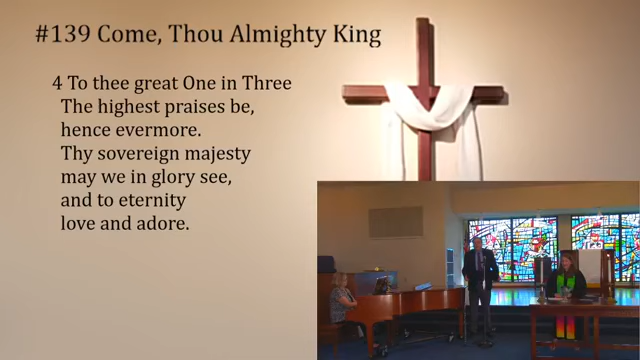 #139 Come, Thou Almighty King
4 To thee great One in Three
The highest praises be,
hence evermore.
Thy sovereign majesty
may we in glory see,
and to eternity
love and adore.